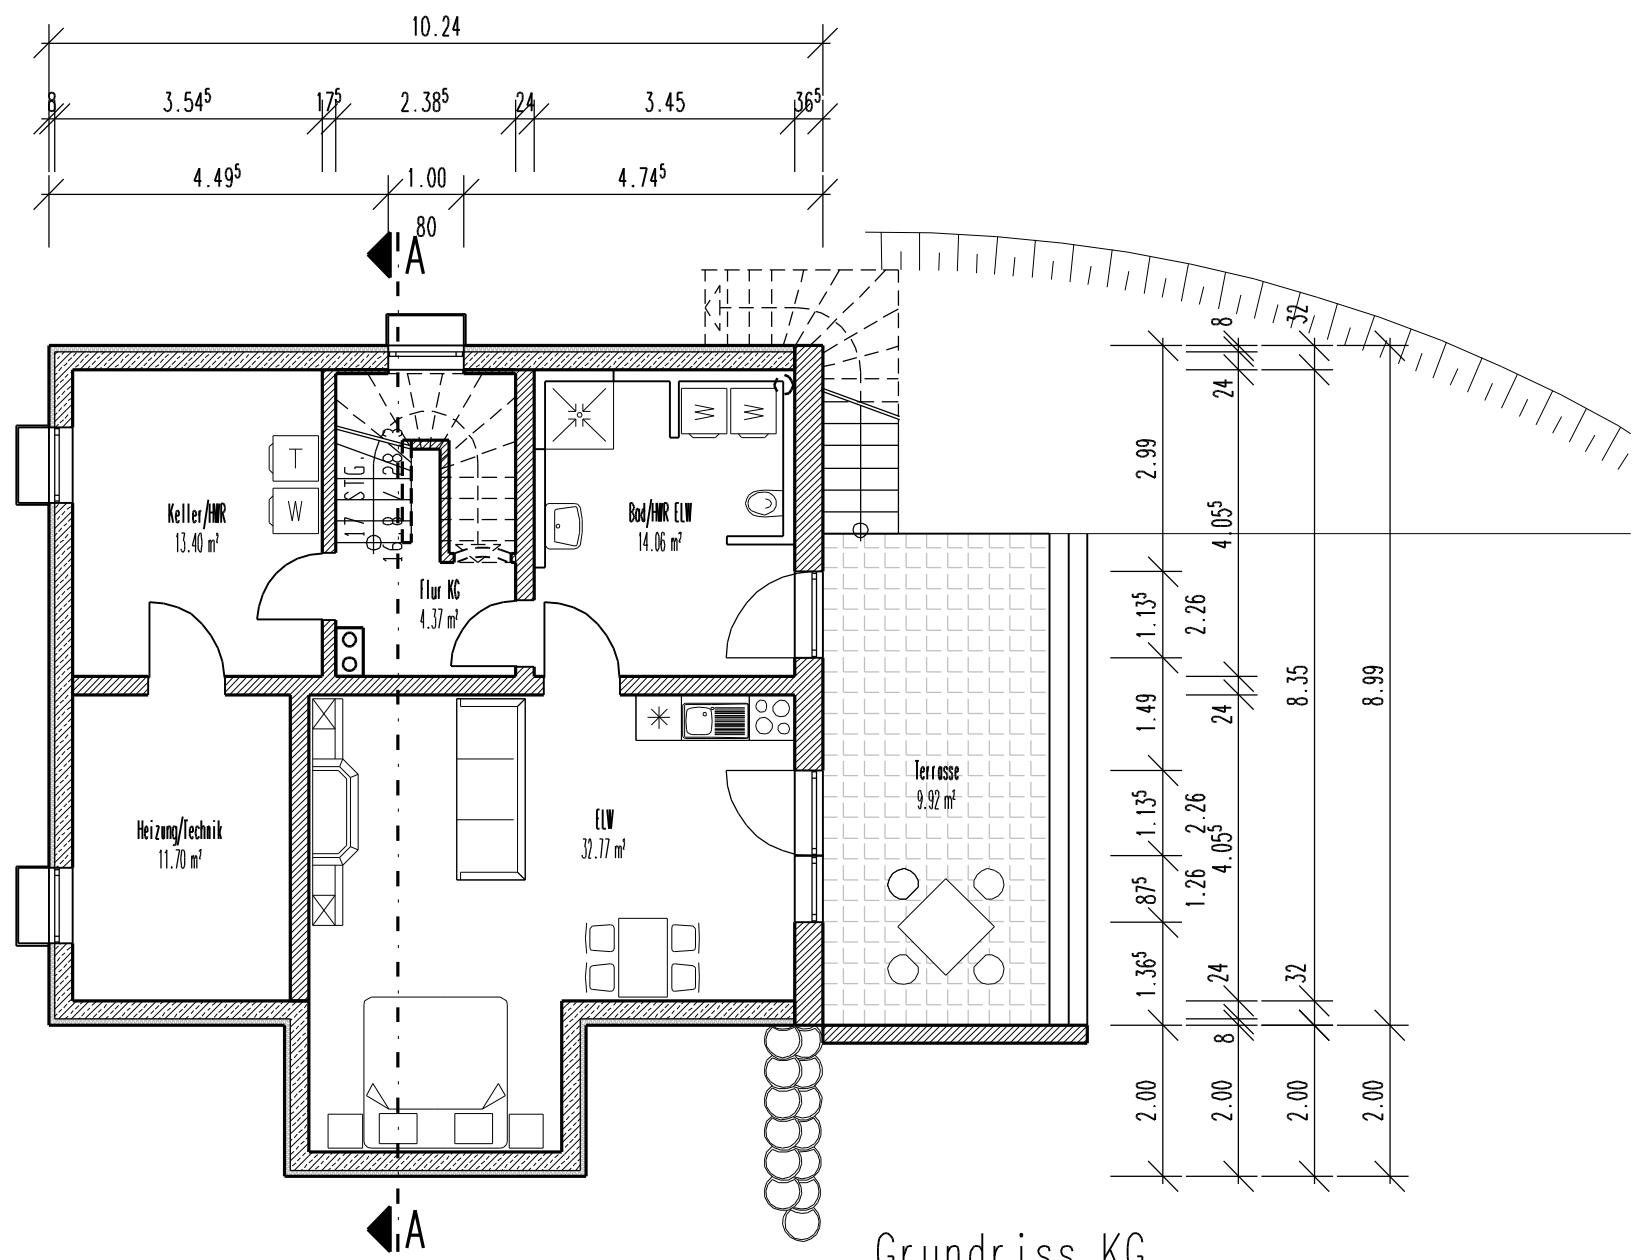 10.24
8 3.54⁵ 17⁵ 2.38⁵ 24 3.45 36⁵
4.49⁵ 1.00 4.74⁵
80
A
8 32
24
2.99
T
W
W W
17 STG.
16.8 / 28.3
Keller/HWR
13.40 m²
Bad/HWR ELW
14.06 m²
4.05⁵
Flur KG
4.37 m²
1.13⁵ 2.26
8.35 8.99
1.49 24
Terrasse
9.92 m²
Heizung/Technik
11.70 m²
ELW
32.77 m²
1.13⁵ 2.26
4.05⁵
87⁵ 1.26
1.36⁵ 24 32
8
2.00 2.00 2.00 2.00
A
Grundriss KG